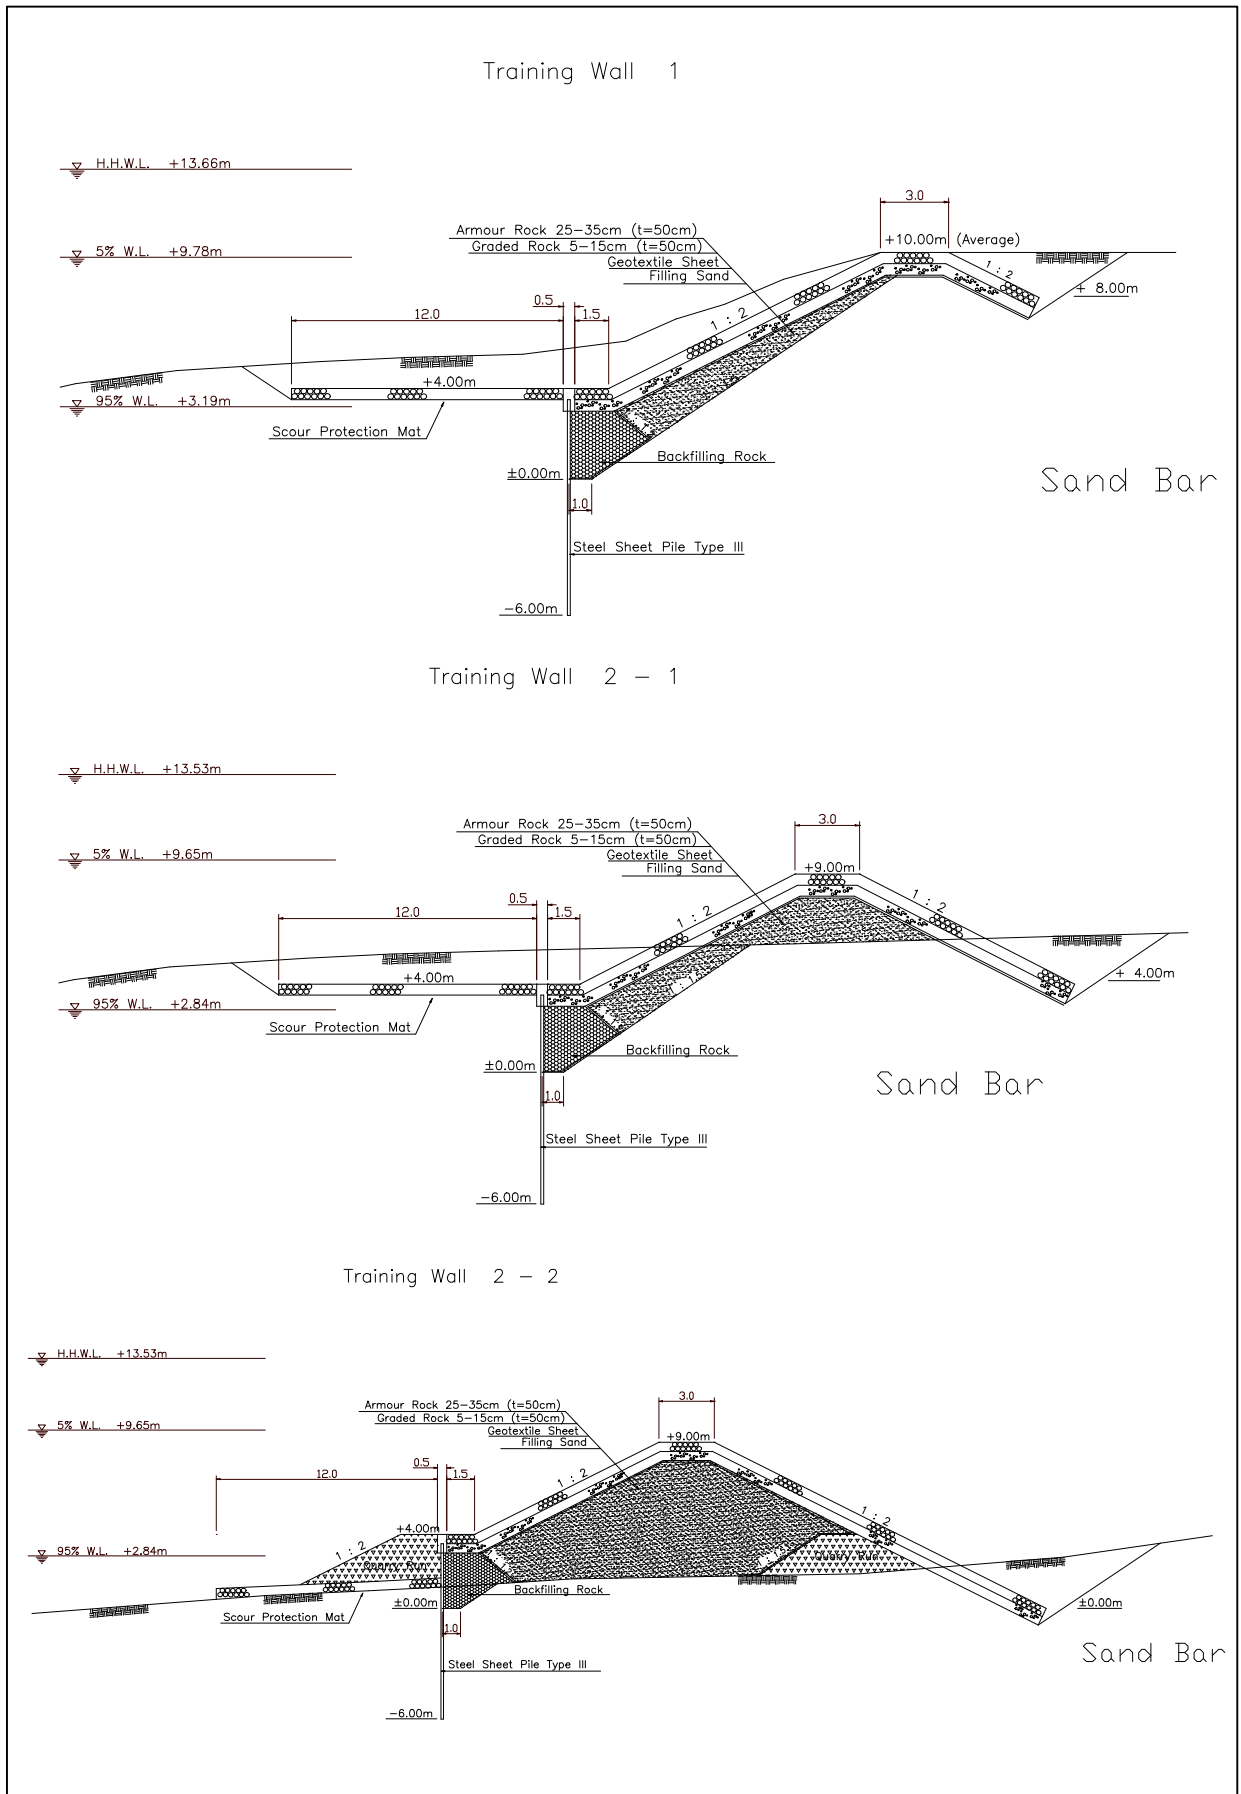 Training Wall 1
H.H.W.L. +13.66m
3.0
Armour Rock 25-35cm (t=50cm)
+10.00m (Average)
Graded Rock 5-15cm (t=50cm)
5% W.L. +9.78m
Geotextile Sheet
Filling Sand
1 : 2
+ 8.00m
0.5
12.0
1.5
1 : 2
+4.00m
95% W.L. +3.19m
Scour Protection Mat
Backfilling Rock
±0.00m
Sand Bar
1.0
Steel Sheet Pile Type III
-6.00m
Training Wall 2 - 1
H.H.W.L. +13.53m
3.0
Armour Rock 25-35cm (t=50cm)
Graded Rock 5-15cm (t=50cm)
5% W.L. +9.65m
Geotextile Sheet
Filling Sand
+9.00m
0.5
1 : 2
12.0
1.5
1 : 2
+4.00m
+ 4.00m
95% W.L. +2.84m
Scour Protection Mat
Backfilling Rock
±0.00m
Sand Bar
1.0
Steel Sheet Pile Type III
-6.00m
Training Wall 2 - 2
H.H.W.L. +13.53m
3.0
Armour Rock 25-35cm (t=50cm)
Graded Rock 5-15cm (t=50cm)
5% W.L. +9.65m
Geotextile Sheet
+9.00m
Filling Sand
0.5
12.0
1.5
1 : 2
1 : 2
+4.00m
95% W.L. +2.84m
1 : 2
Quarry Run
Quarry Run
Backfilling Rock
±0.00m
±0.00m
Scour Protection Mat
1.0
Sand Bar
Steel Sheet Pile Type III
-6.00m